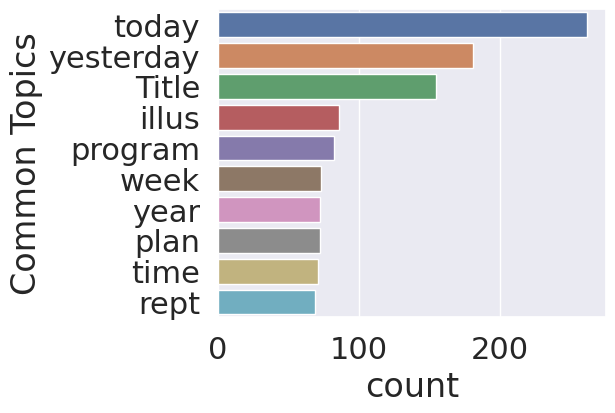 Common Topics
today
yesterday
Title
illus
program
week
year
plan
time
rept
0 100 200
count